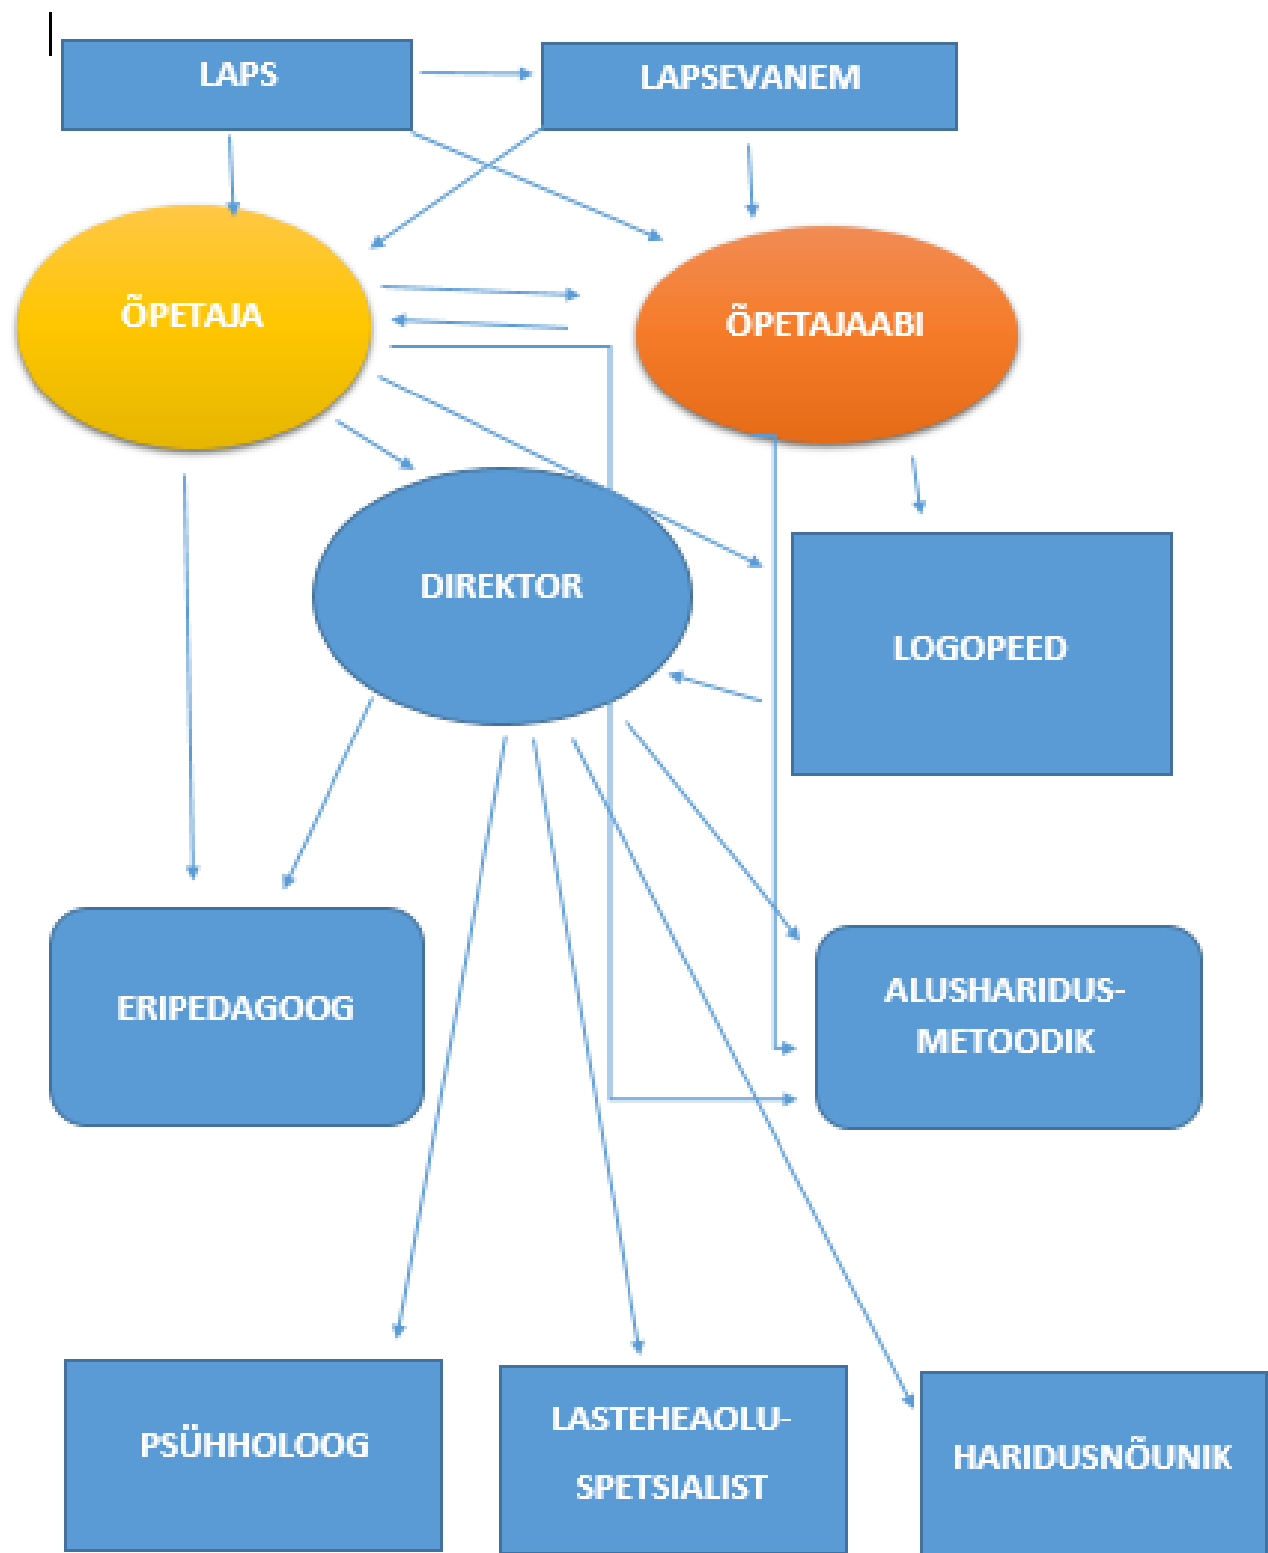 LAPS
LAPSEVANEM
ÕPETAJA
ÕPETAJAABI
DIREKTOR
LOGOPEED
ERIPEDAGOOG
ALUSHARIDUS-
METOODIK
PSÜHHOLOOG
LASTEHEAOLU-
SPETSIALIST
HARIDUSNÕUNIK